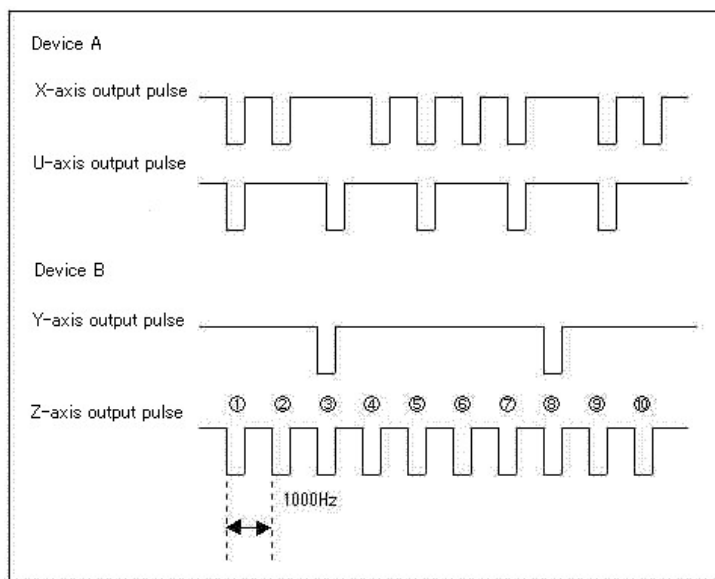 Device A
X-axis output pulse
U-axis output pulse
Device B
Y-axis output pulse
① ② ③ ④ ⑤ ⑥ ⑦ ⑧ ⑨ ⑩
Z-axis output pulse
1000Hz